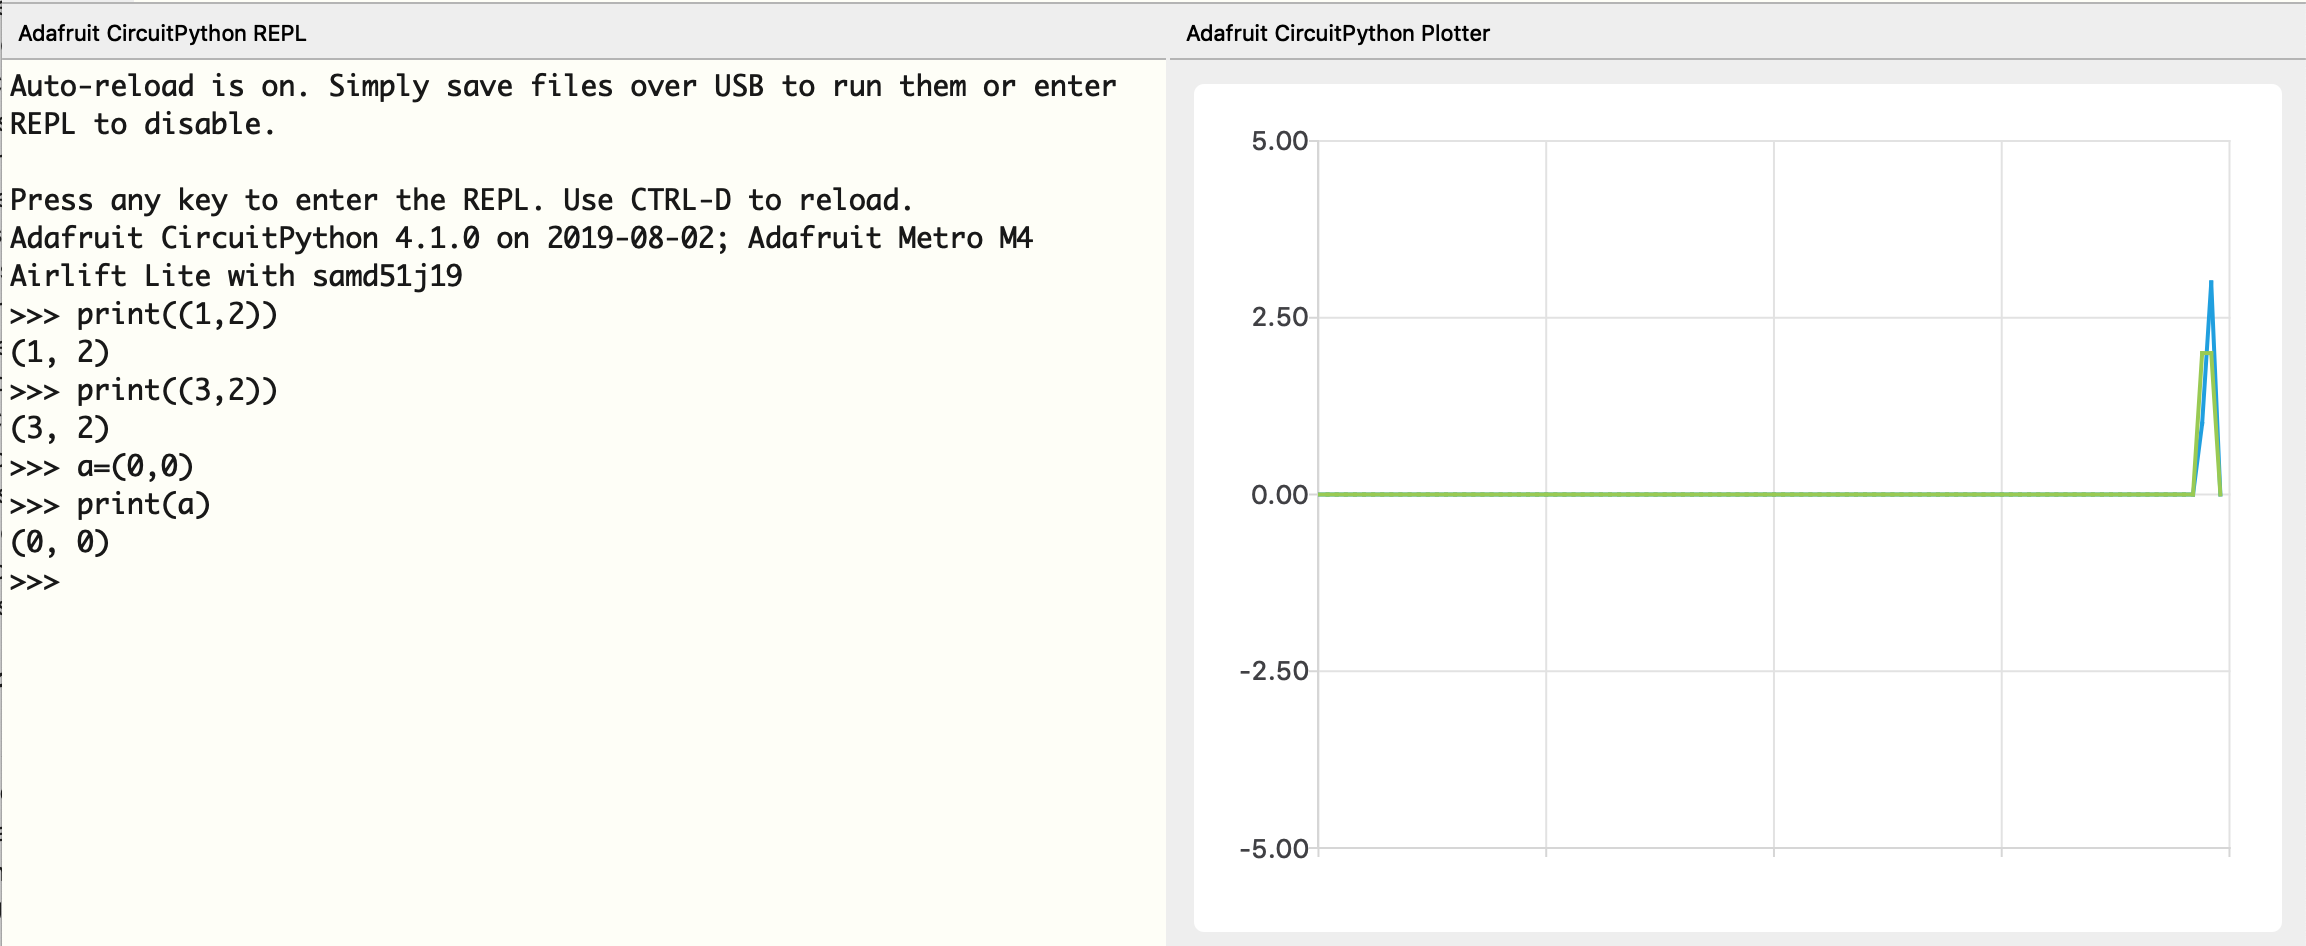 Adafruit CircuitPython REPL
Auto-reload is on. Simply save files over USB to run them or enter
REPL to disable.
Press any key to enter the REPL. Use CTRL-D to reload.
Adafruit CircuitPython 4.1.0 on 2019-08-02; Adafruit Metro M4
Airlift Lite with samd51j19
>>> print((1,2))
(1, 2)
>>> print((3,2))
(3, 2)
>>> a=(0,0)
>>> print(a)
(0, 0)
>>>
Adafruit CircuitPython Plotter
5.00
2.50
0.00
-2.50
-5.00